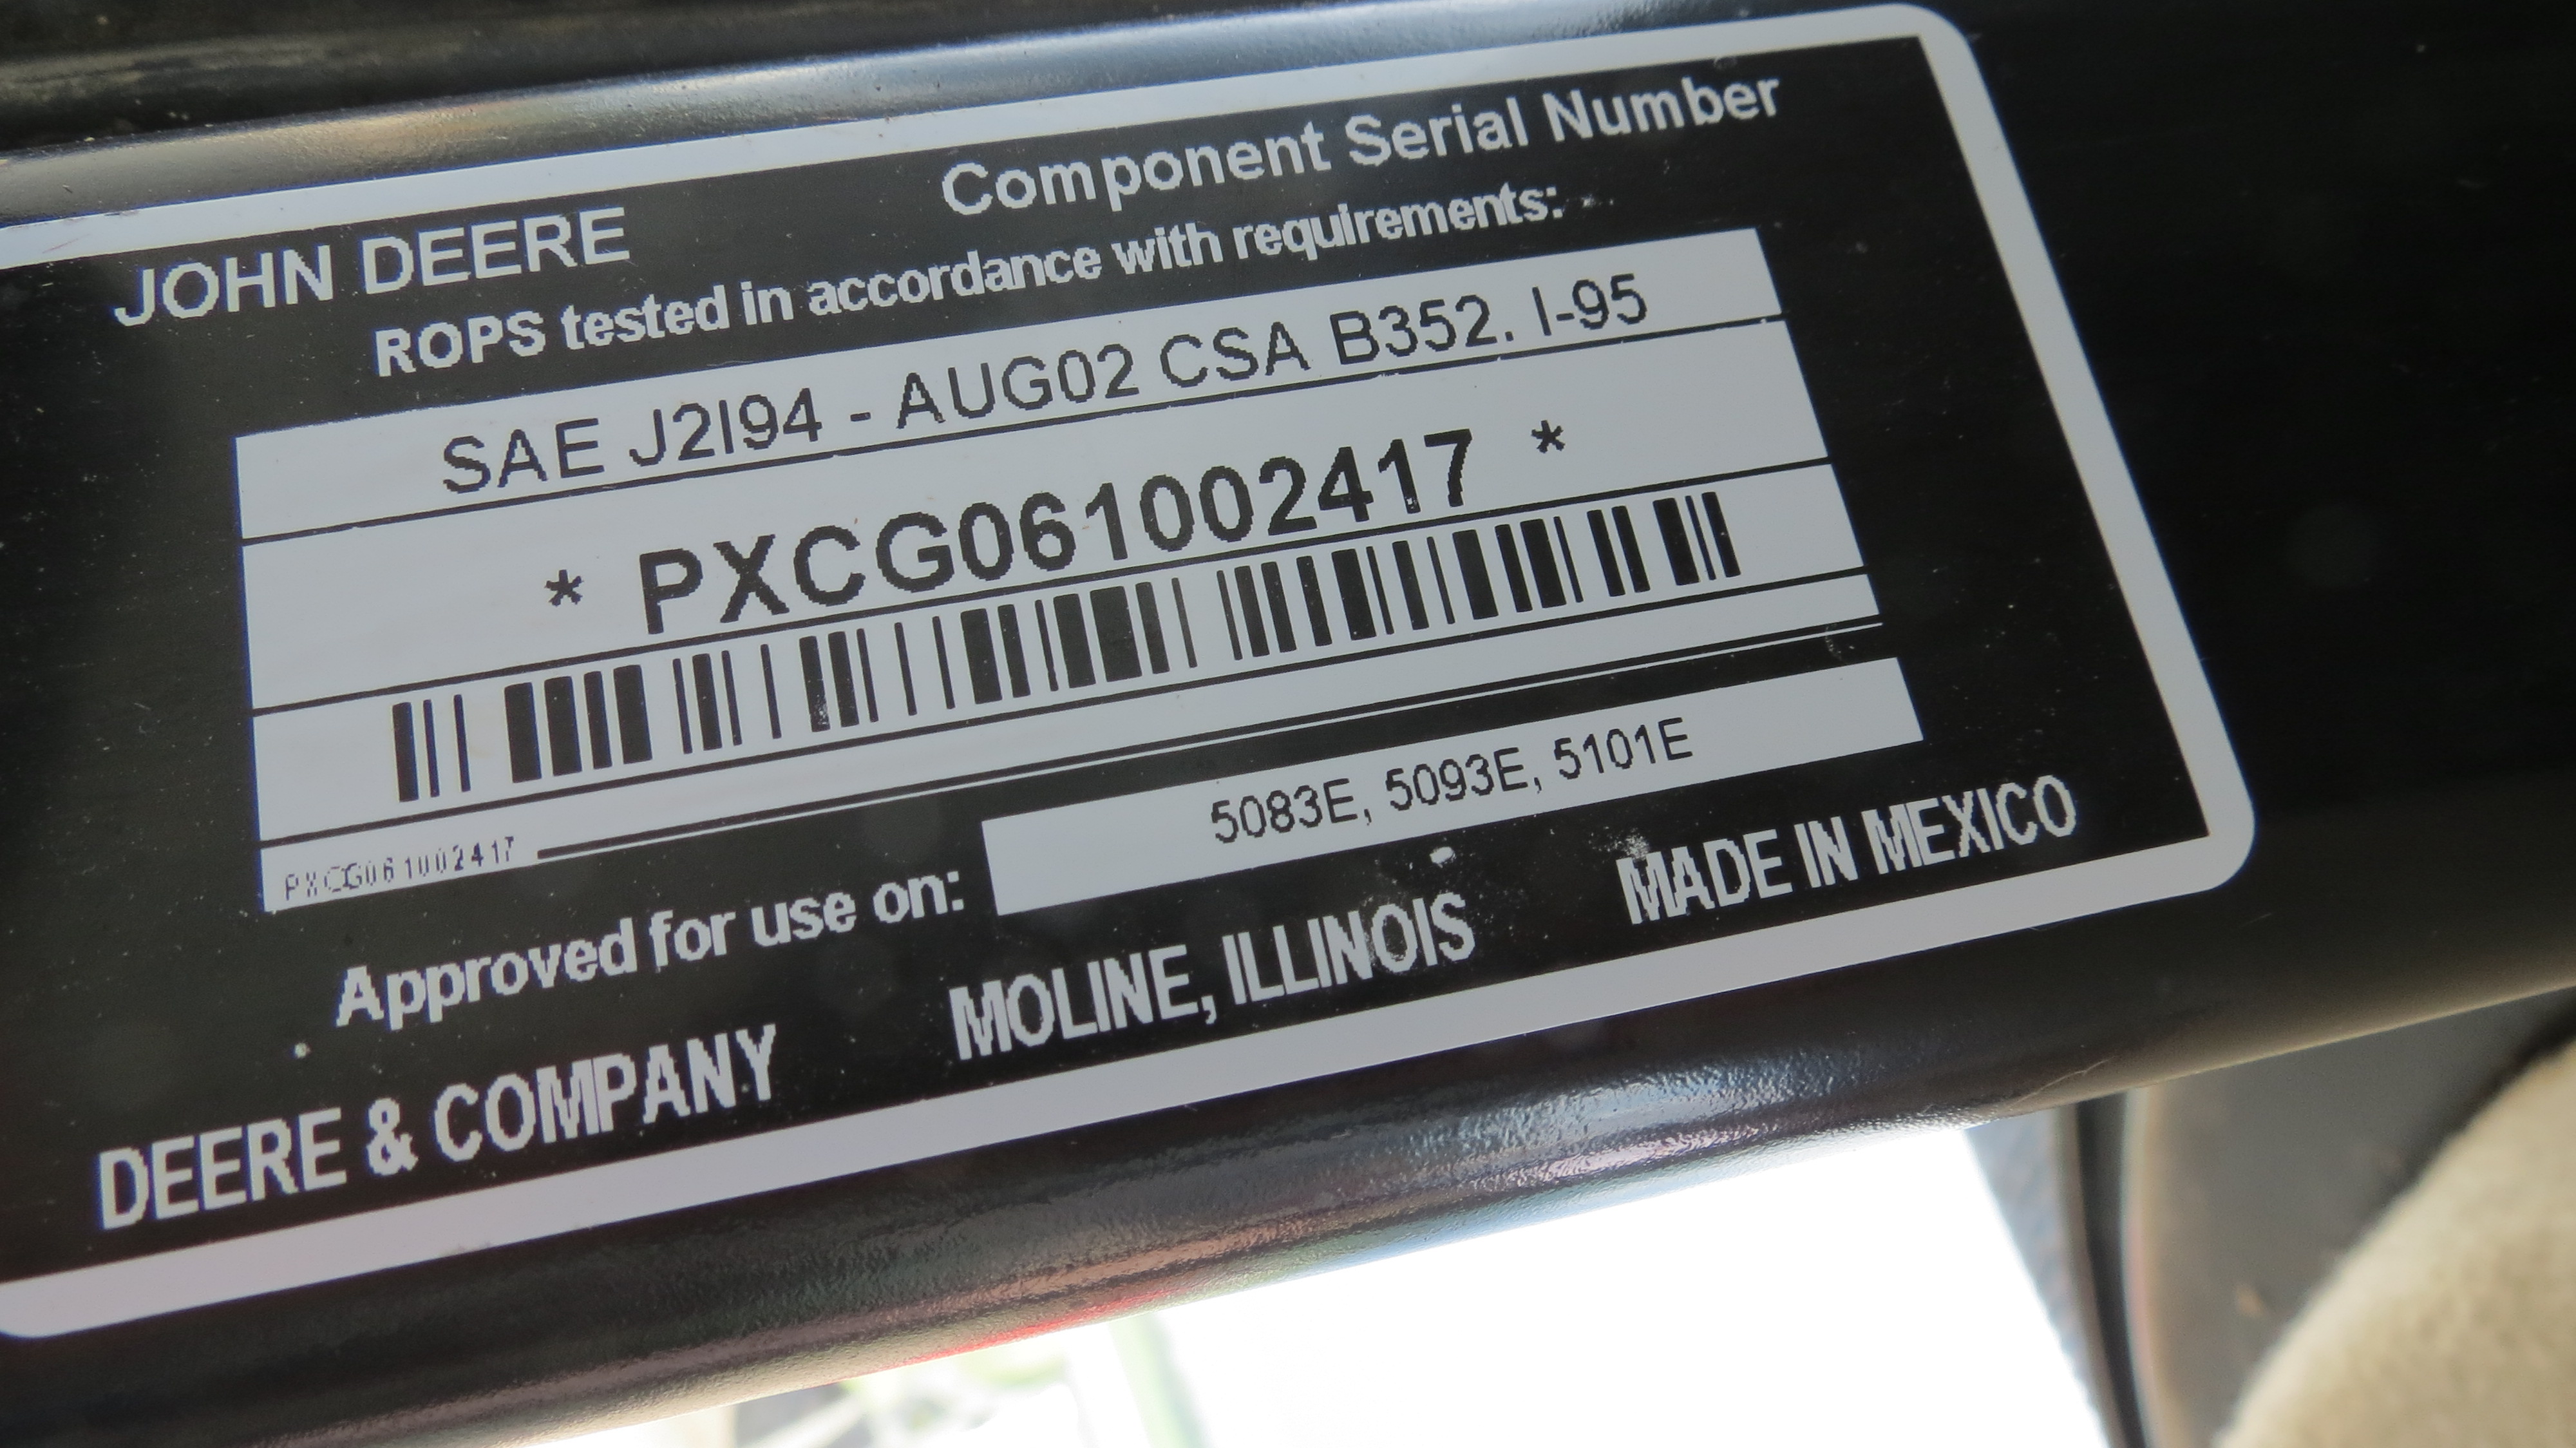 JOHN DEERE Component Serial Number
ROPS tested in accordance with requirements:
SAE J2I94 - AUG02 CSA B352. I-95
* PXCG061002417 *
PXCG061002417
Approved for use on: 5083E, 5093E, 5101E
DEERE & COMPANY MOLINE, ILLINOIS MADE IN MEXICO